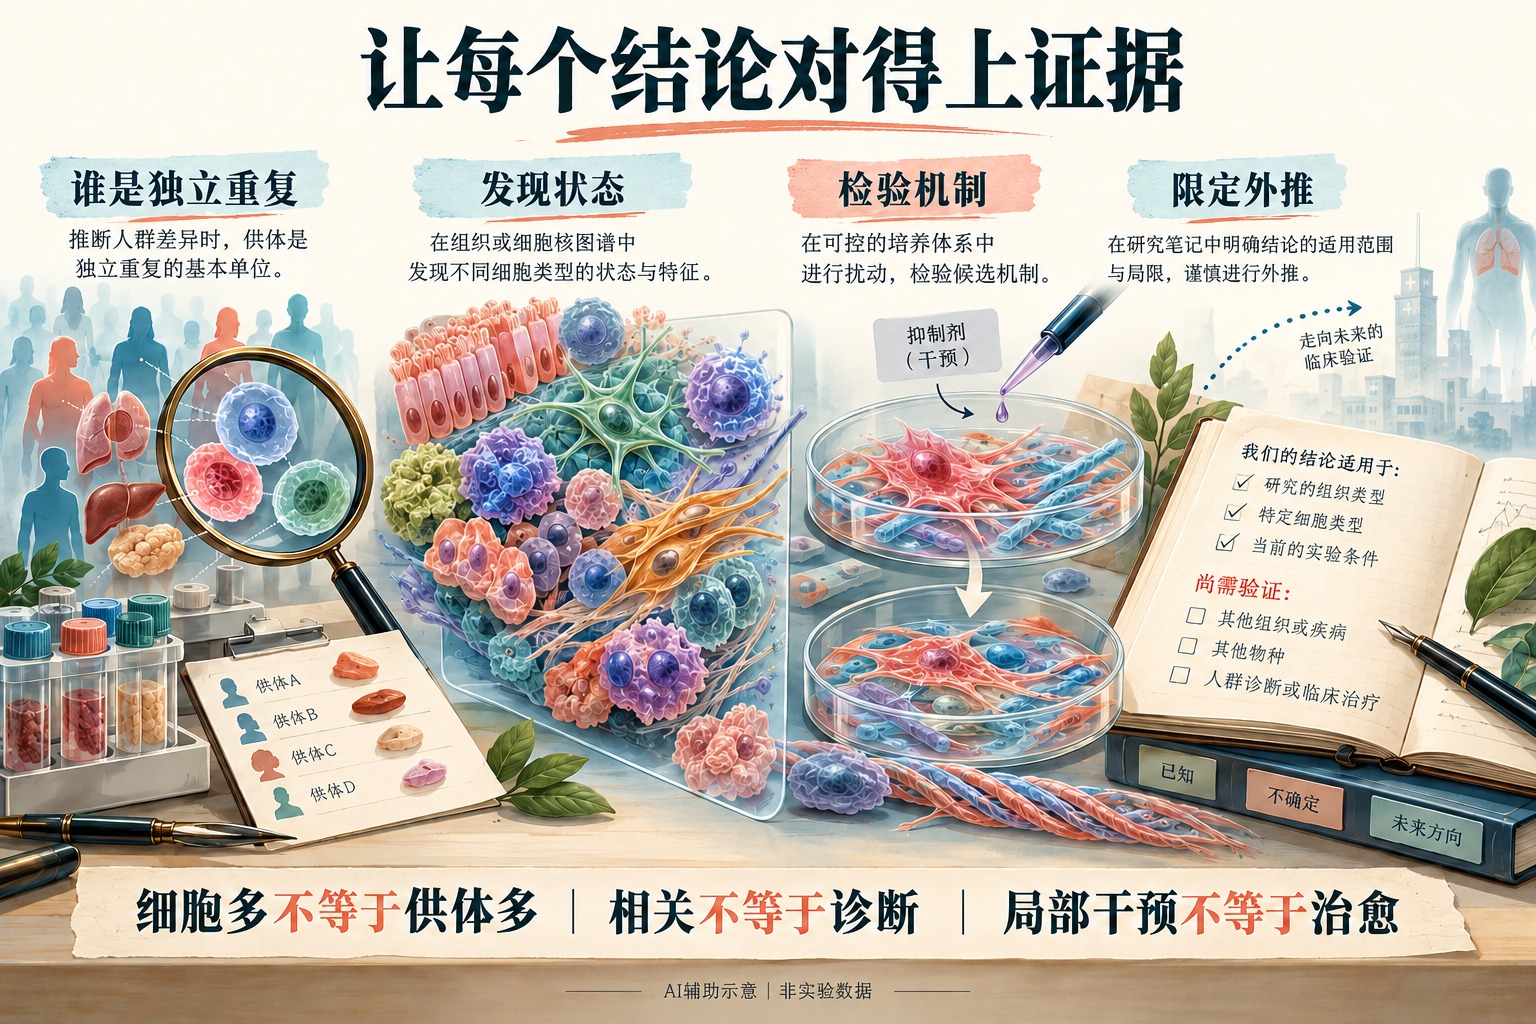 让每个结论对得上证据
谁是独立重复
推断人群差异时，供体是
独立重复的基本单位。
发现状态
在组织或细胞核图谱中
发现不同细胞类型的状态与特征。
检验机制
在可控的培养体系中
进行扰动，检验候选机制。
限定外推
在研究笔记中明确结论的适用范围
与局限，谨慎进行外推。
走向未来的
临床验证
抑制剂
（干预）
供体A
供体B
供体C
供体D
我们的结论适用于：
研究的组织类型
特定细胞类型
当前的实验条件
尚需验证：
其他组织或疾病
其他物种
人群诊断或临床治疗
已知
不确定
未来方向
细胞多不等于供体多｜相关不等于诊断｜局部干预不等于治愈
AI辅助示意｜非实验数据